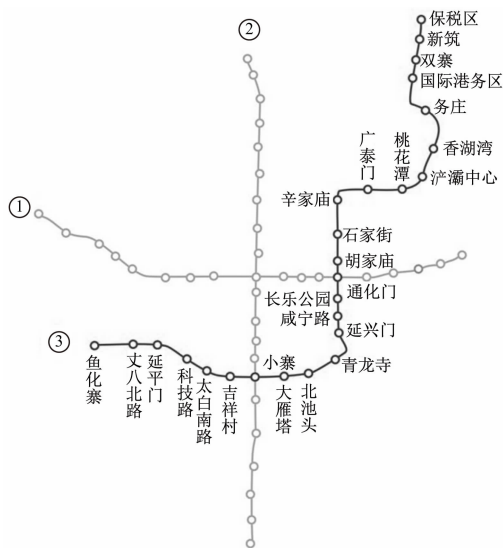 ②
保税区
新筑
双寨
国际港务区
务庄
香湖湾
浐灞中心
桃花潭
广泰门
辛家庙
①
石家街
胡家庙
通化门
长乐公园
咸宁路
延兴门
③
青龙寺
小寨
鱼化寨
丈八北路
延平门
科技路
太白南路
吉祥村
大雁塔
北池头